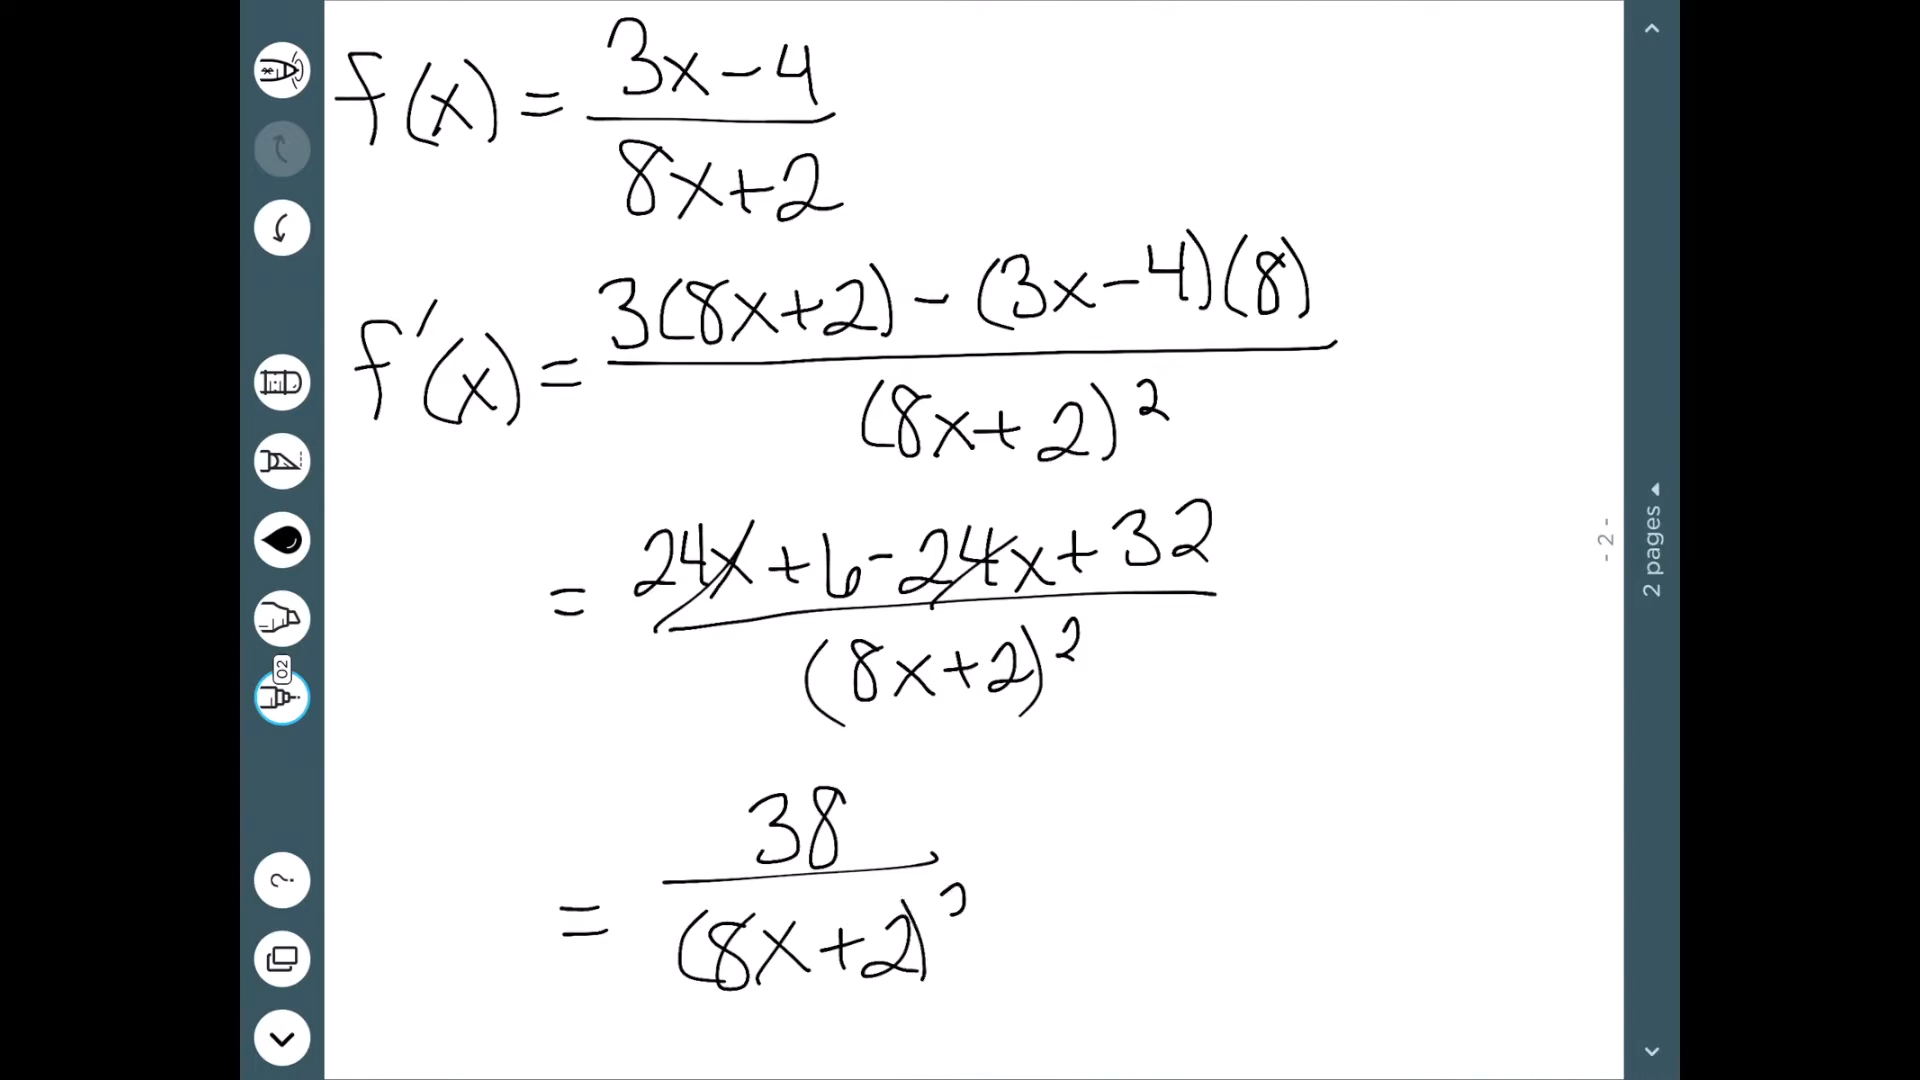 f(x) = (3x-4)/(8x+2)
f'(x) = (3(8x+2) - (3x-4)(8))/(8x+2)²
= (24x+6-24x+32)/(8x+2)²
= 38/(8x+2)²
?
02
- 2 -
2 pages